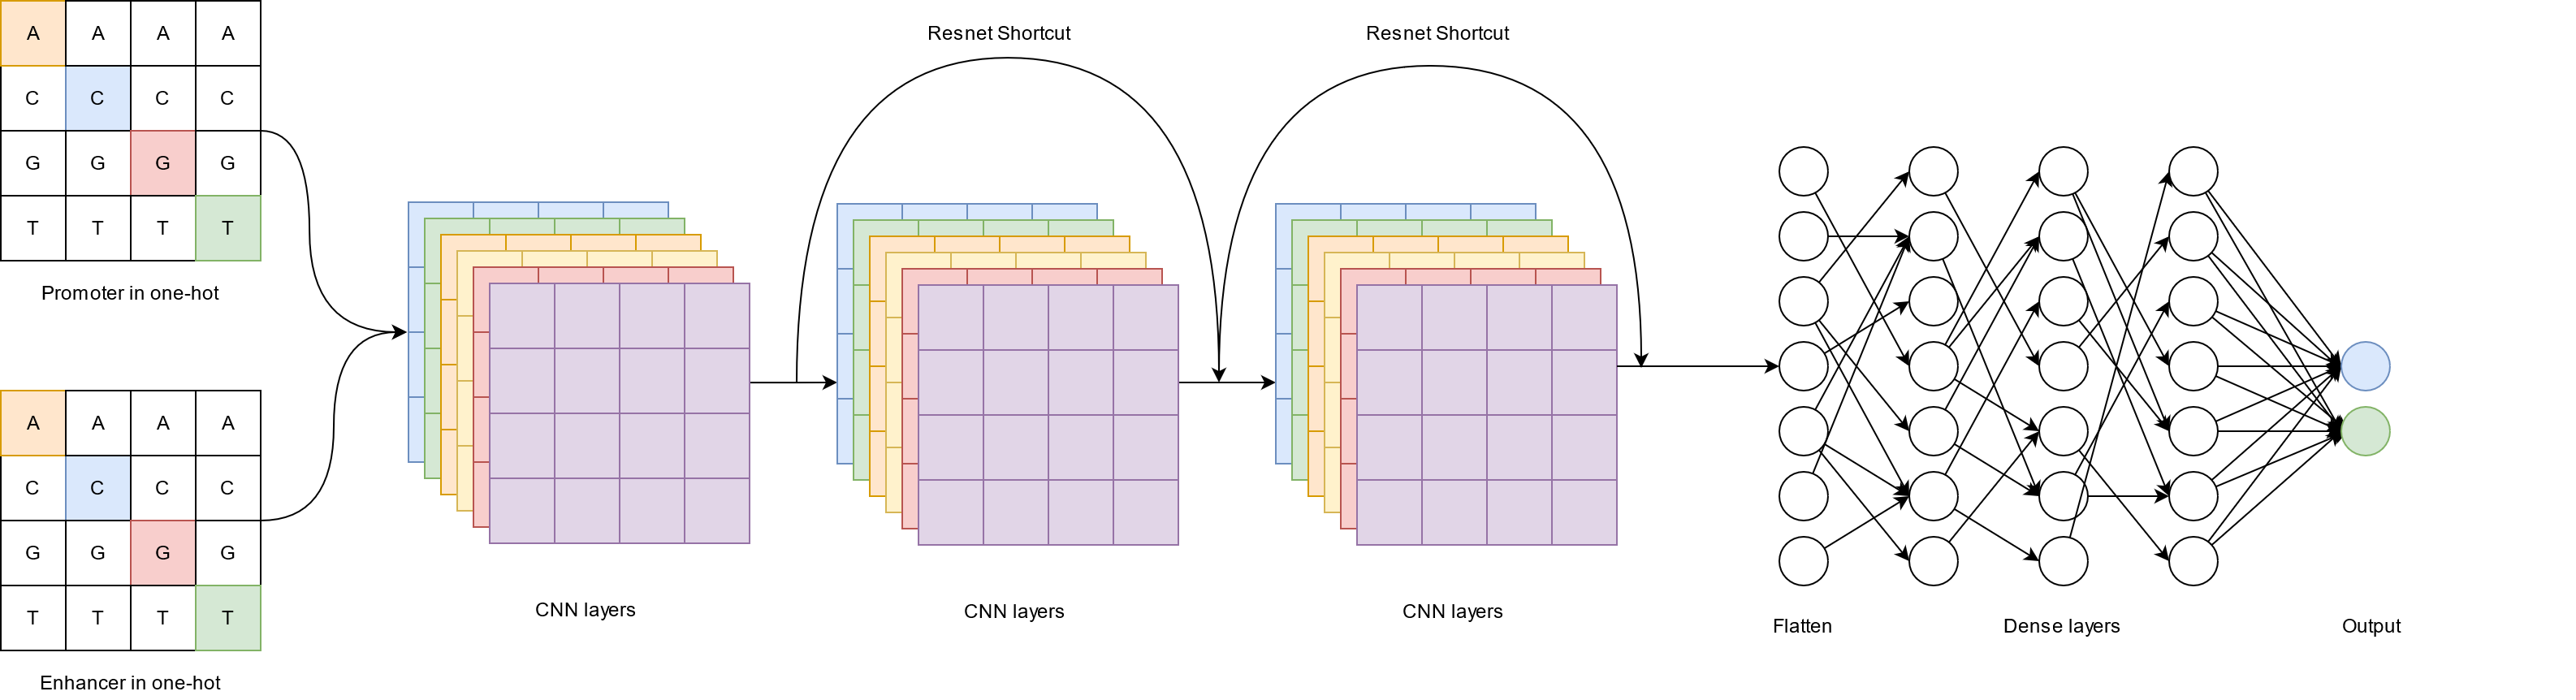 A A A A
C C C C
G G G G
T T T T
Promoter in one-hot
A A A A
C C C C
G G G G
T T T T
Enhancer in one-hot
CNN layers
Resnet Shortcut
CNN layers
Resnet Shortcut
CNN layers
Flatten
Dense layers
Output